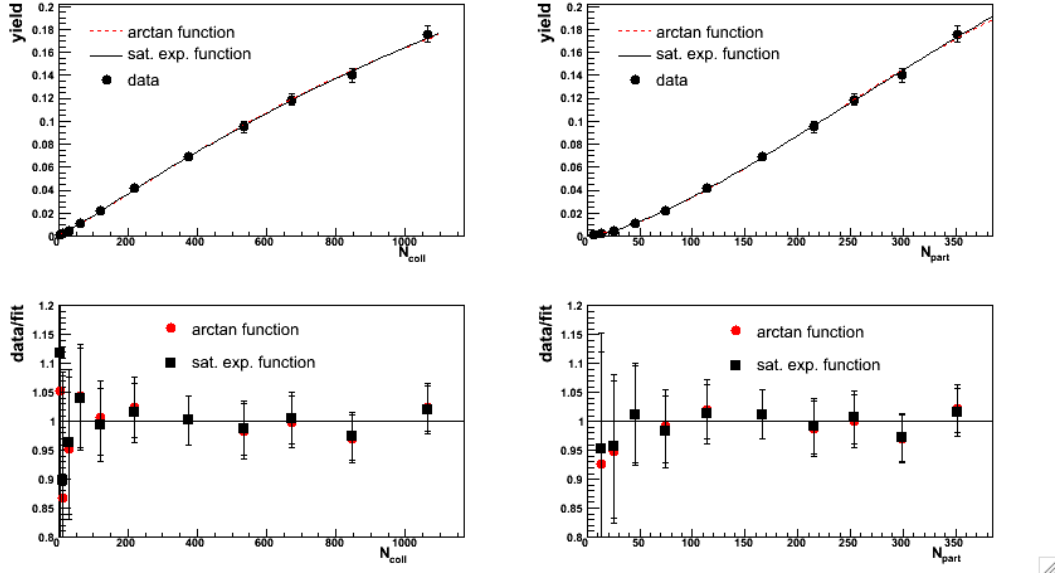 yield
0.2
0.18
0.16
0.14
0.12
0.1
0.08
0.06
0.04
0.02
0
arctan function
sat. exp. function
data
0 200 400 600 800 1000
N_coll
yield
0.2
0.18
0.16
0.14
0.12
0.1
0.08
0.06
0.04
0.02
0
arctan function
sat. exp. function
data
0 50 100 150 200 250 300 350
N_part
data/fit
1.2
1.15
1.1
1.05
1
0.95
0.9
0.85
0.8
arctan function
sat. exp. function
0 200 400 600 800 1000
N_coll
data/fit
1.2
1.15
1.1
1.05
1
0.95
0.9
0.85
0.8
arctan function
sat. exp. function
0 50 100 150 200 250 300 350
N_part